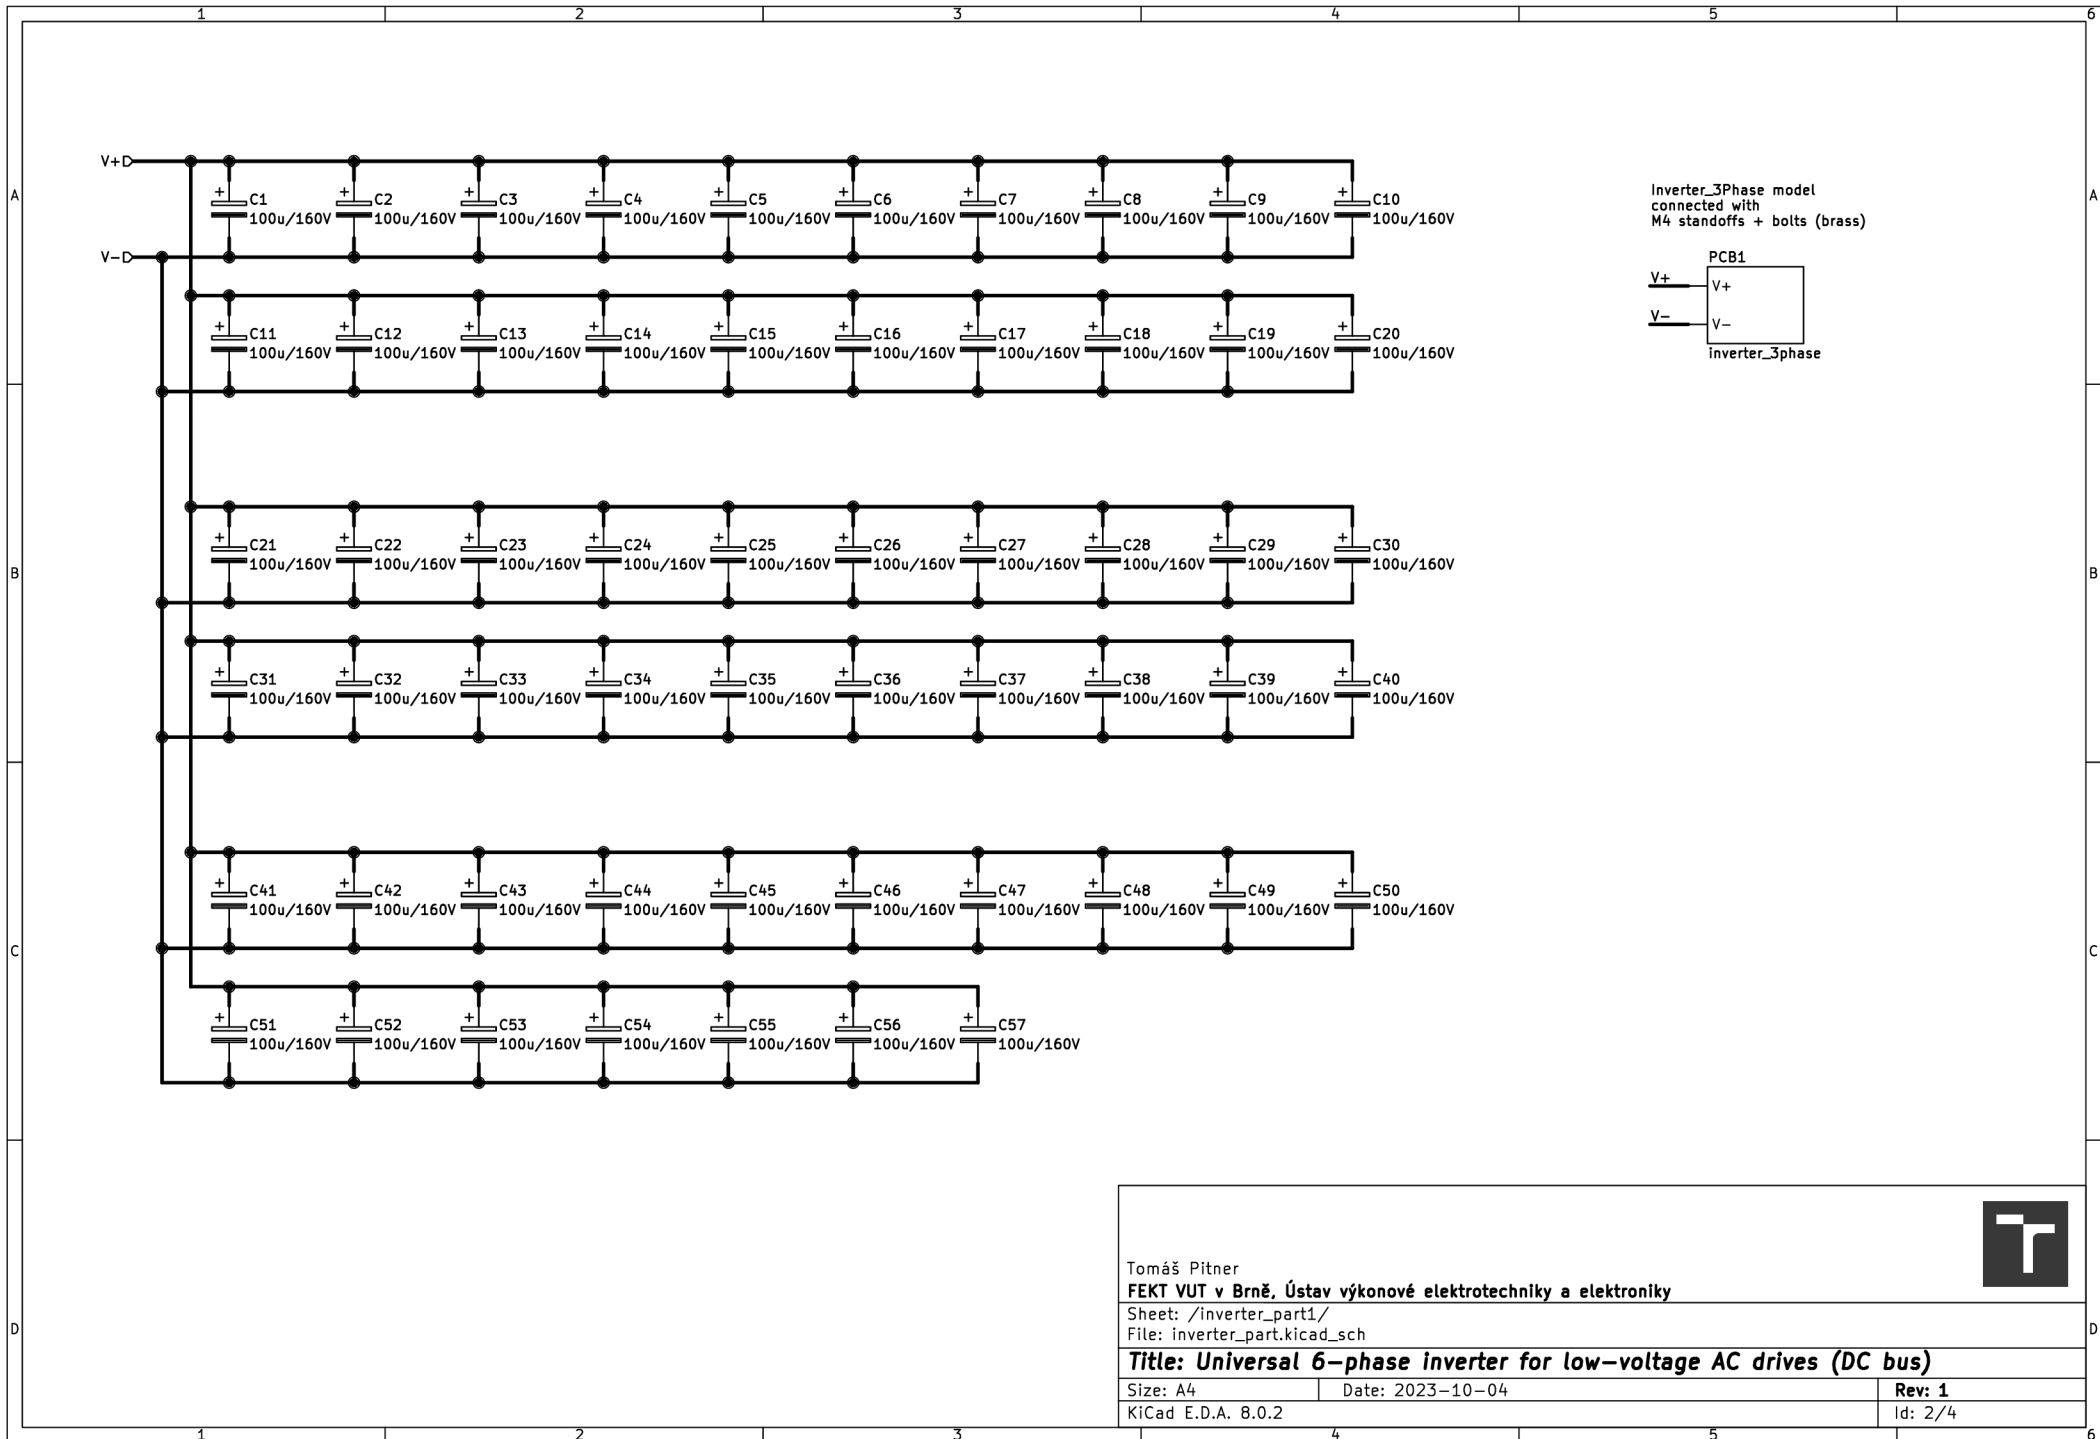 1 2 3 4 5 6
A A
B B
C C
D D
V+
V-
+ C1 100u/160V
+ C2 100u/160V
+ C3 100u/160V
+ C4 100u/160V
+ C5 100u/160V
+ C6 100u/160V
+ C7 100u/160V
+ C8 100u/160V
+ C9 100u/160V
+ C10 100u/160V
+ C11 100u/160V
+ C12 100u/160V
+ C13 100u/160V
+ C14 100u/160V
+ C15 100u/160V
+ C16 100u/160V
+ C17 100u/160V
+ C18 100u/160V
+ C19 100u/160V
+ C20 100u/160V
+ C21 100u/160V
+ C22 100u/160V
+ C23 100u/160V
+ C24 100u/160V
+ C25 100u/160V
+ C26 100u/160V
+ C27 100u/160V
+ C28 100u/160V
+ C29 100u/160V
+ C30 100u/160V
+ C31 100u/160V
+ C32 100u/160V
+ C33 100u/160V
+ C34 100u/160V
+ C35 100u/160V
+ C36 100u/160V
+ C37 100u/160V
+ C38 100u/160V
+ C39 100u/160V
+ C40 100u/160V
+ C41 100u/160V
+ C42 100u/160V
+ C43 100u/160V
+ C44 100u/160V
+ C45 100u/160V
+ C46 100u/160V
+ C47 100u/160V
+ C48 100u/160V
+ C49 100u/160V
+ C50 100u/160V
+ C51 100u/160V
+ C52 100u/160V
+ C53 100u/160V
+ C54 100u/160V
+ C55 100u/160V
+ C56 100u/160V
+ C57 100u/160V
Inverter_3Phase model
connected with
M4 standoffs + bolts (brass)
PCB1
V+ V+
V- V-
inverter_3phase
Tomáš Pitner
FEKT VUT v Brně, Ústav výkonové elektrotechniky a elektroniky
Sheet: /inverter_part1/
File: inverter_part.kicad_sch
Title: Universal 6-phase inverter for low-voltage AC drives (DC bus)
Size: A4 Date: 2023-10-04 Rev: 1
KiCad E.D.A. 8.0.2 Id: 2/4
1 2 3 4 5 6